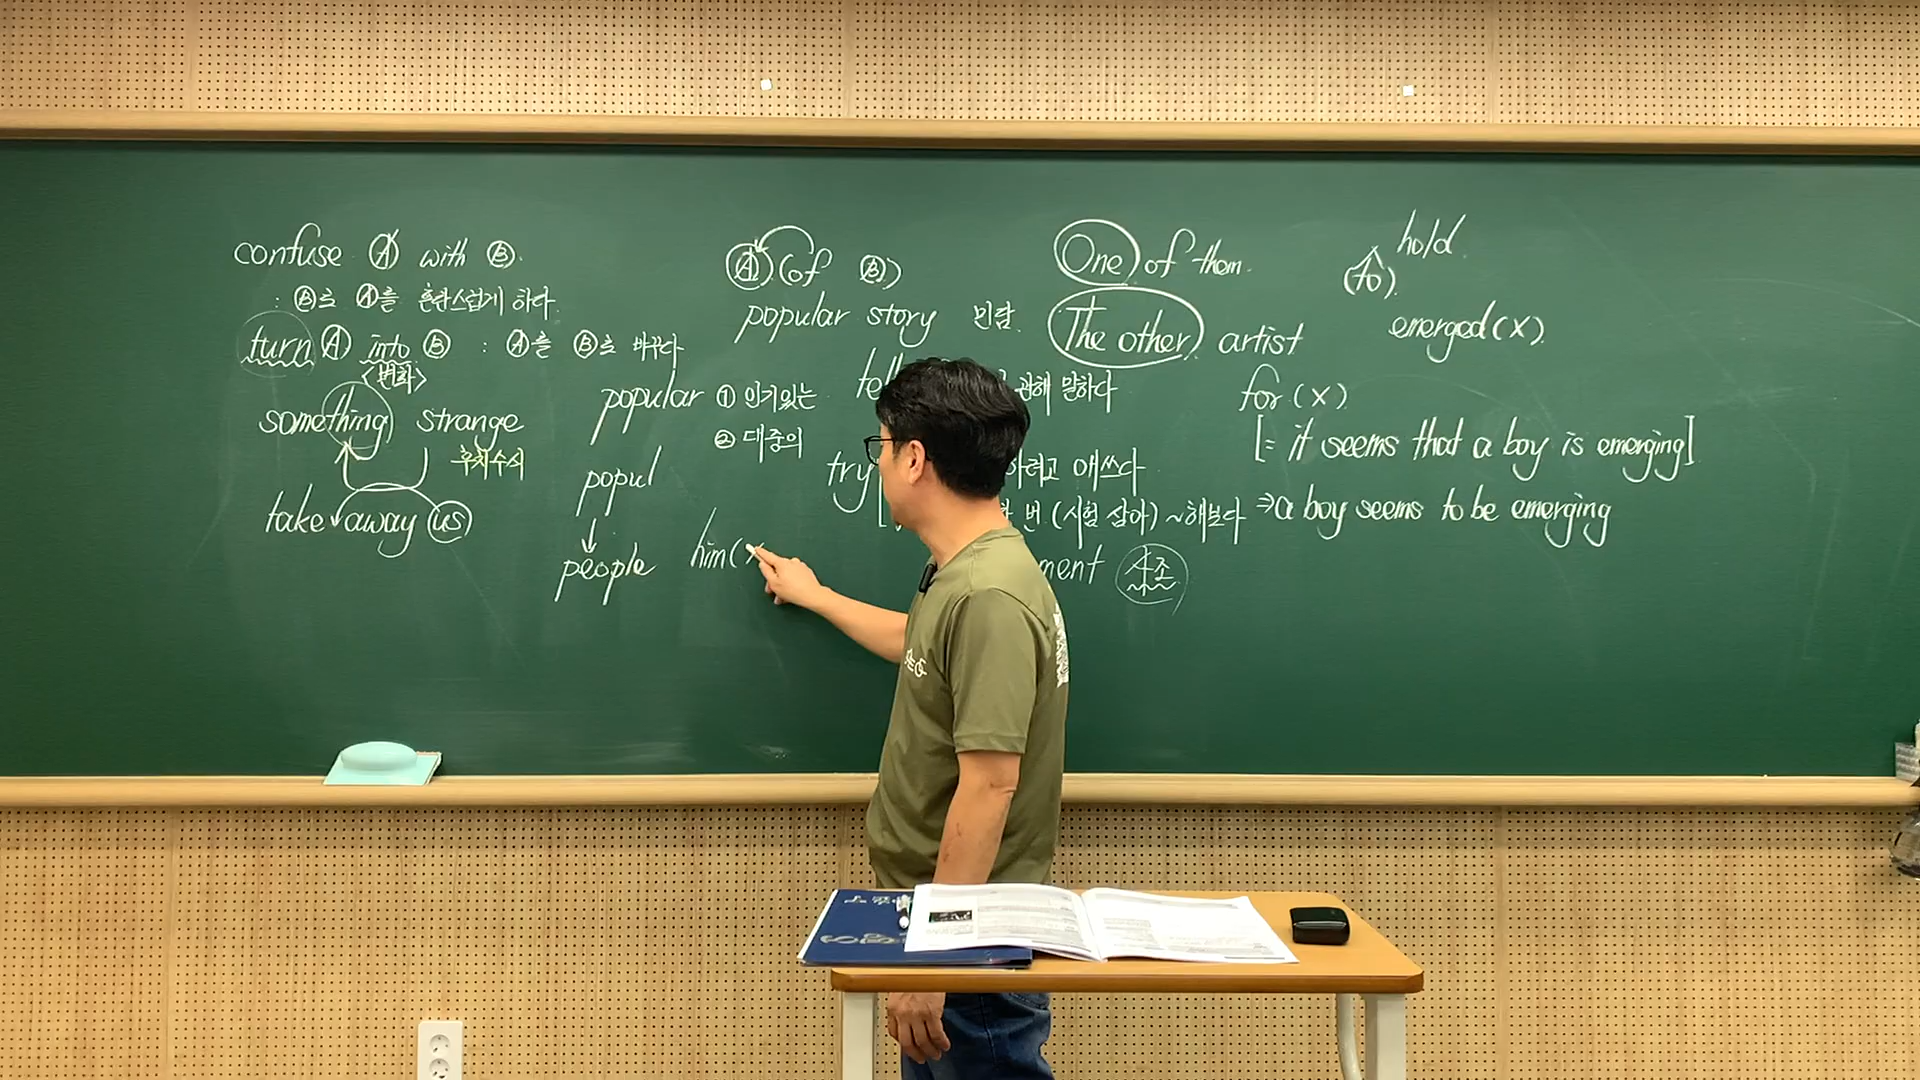 confuse Ⓐ with Ⓑ.
: Ⓑ로 Ⓐ를 혼란스럽게 하다
turn Ⓐ into Ⓑ : Ⓐ를 Ⓑ로 바꾸다
<변화>
something strange
후치수식
take away us
Ⓐ(of Ⓑ)
popular story 민담.
popular ① 인기있는
② 대중의
popul
↓
people
him(
tell
관해 말하다
try
하려고 애쓰다
번 (시험 삼아) ~해보다
ment
One of them.
The other artist
hold.
(to).
emerged(X).
for (X)
[= it seems that a boy is emerging]
⇒a boy seems to be emerging